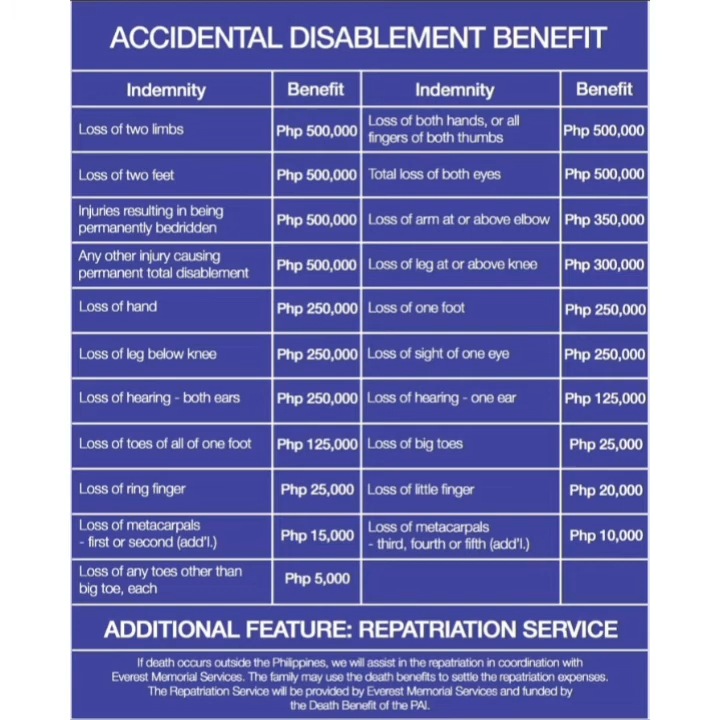 ACCIDENTAL DISABLEMENT BENEFIT
Indemnity Benefit Indemnity Benefit
Loss of two limbs Php 500,000 Loss of both hands, or all
fingers of both thumbs Php 500,000
Loss of two feet Php 500,000 Total loss of both eyes Php 500,000
Injuries resulting in being
permanently bedridden Php 500,000 Loss of arm at or above elbow Php 350,000
Any other injury causing
permanent total disablement Php 500,000 Loss of leg at or above knee Php 300,000
Loss of hand Php 250,000 Loss of one foot Php 250,000
Loss of leg below knee Php 250,000 Loss of sight of one eye Php 250,000
Loss of hearing - both ears Php 250,000 Loss of hearing - one ear Php 125,000
Loss of toes of all of one foot Php 125,000 Loss of big toes Php 25,000
Loss of ring finger Php 25,000 Loss of little finger Php 20,000
Loss of metacarpals
- first or second (add'l.) Php 15,000 Loss of metacarpals
- third, fourth or fifth (add'l.) Php 10,000
Loss of any toes other than
big toe, each Php 5,000
ADDITIONAL FEATURE: REPATRIATION SERVICE
If death occurs outside the Philippines, we will assist in the repatriation in coordination with
Everest Memorial Services. The family may use the death benefits to settle the repatriation expenses.
The Repatriation Service will be provided by Everest Memorial Services and funded by
the Death Benefit of the PAI.